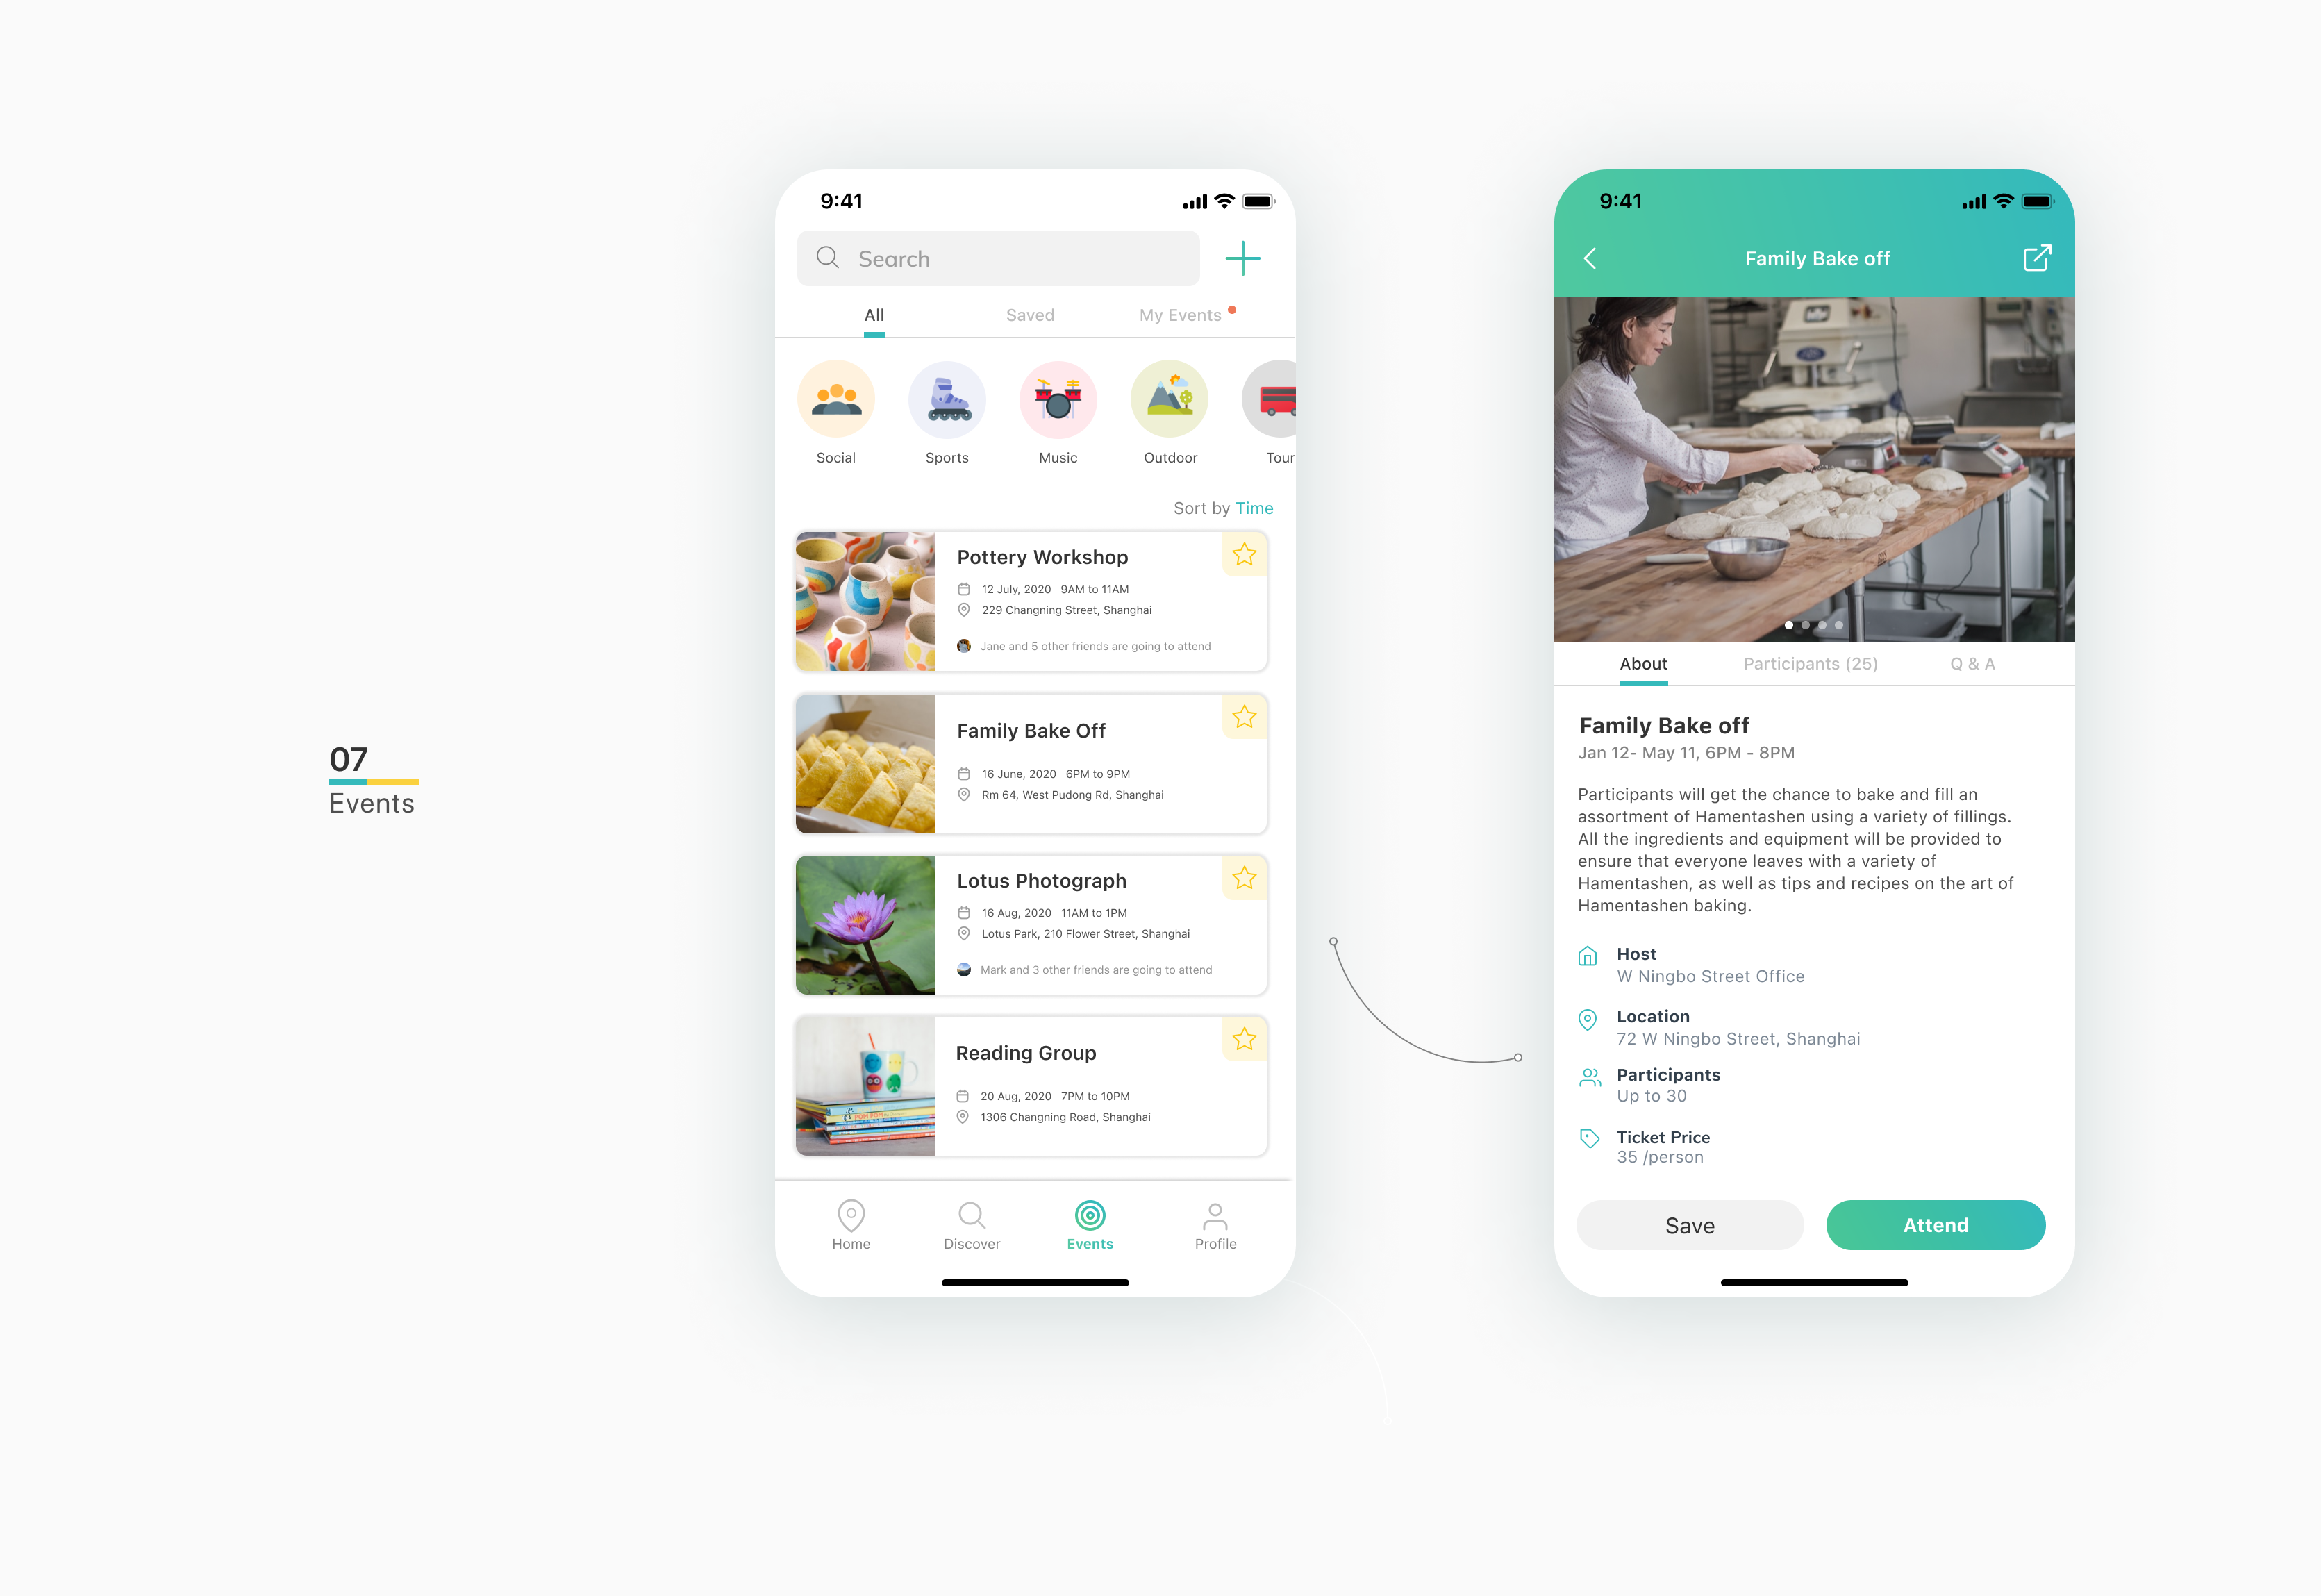 07
Events
9:41
Search
All Saved My Events
Social Sports Music Outdoor Tour
Sort by Time
Pottery Workshop
12 July, 2020 9AM to 11AM
229 Changning Street, Shanghai
Jane and 5 other friends are going to attend
Family Bake Off
16 June, 2020 6PM to 9PM
Rm 64, West Pudong Rd, Shanghai
Lotus Photograph
16 Aug, 2020 11AM to 1PM
Lotus Park, 210 Flower Street, Shanghai
Mark and 3 other friends are going to attend
Reading Group
20 Aug, 2020 7PM to 10PM
1306 Changning Road, Shanghai
Home Discover Events Profile
9:41
Family Bake off
About Participants (25) Q & A
Family Bake off
Jan 12- May 11, 6PM - 8PM
Participants will get the chance to bake and fill an
assortment of Hamentashen using a variety of fillings.
All the ingredients and equipment will be provided to
ensure that everyone leaves with a variety of
Hamentashen, as well as tips and recipes on the art of
Hamentashen baking.
Host
W Ningbo Street Office
Location
72 W Ningbo Street, Shanghai
Participants
Up to 30
Ticket Price
35 /person
Save Attend